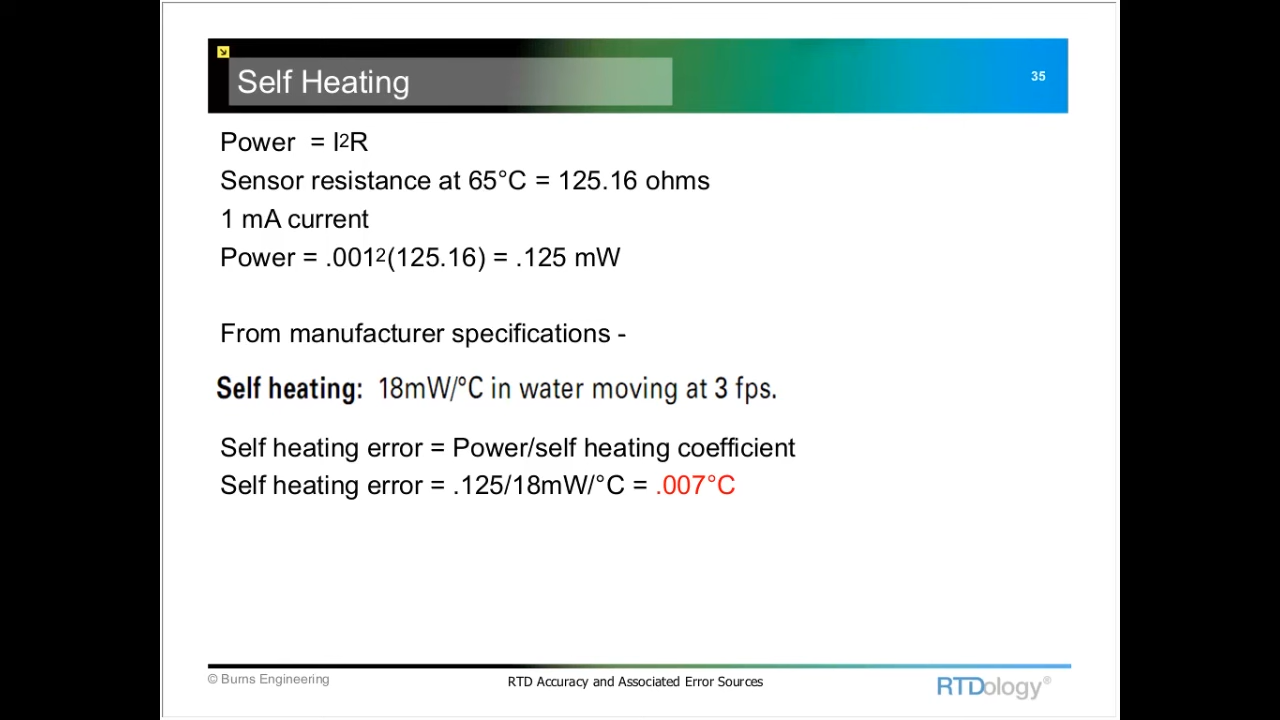 Self Heating
35
Power = I²R
Sensor resistance at 65°C = 125.16 ohms
1 mA current
Power = .001²(125.16) = .125 mW
From manufacturer specifications -
Self heating: 18mW/°C in water moving at 3 fps.
Self heating error = Power/self heating coefficient
Self heating error = .125/18mW/°C = .007°C
© Burns Engineering
RTD Accuracy and Associated Error Sources
RTDology®